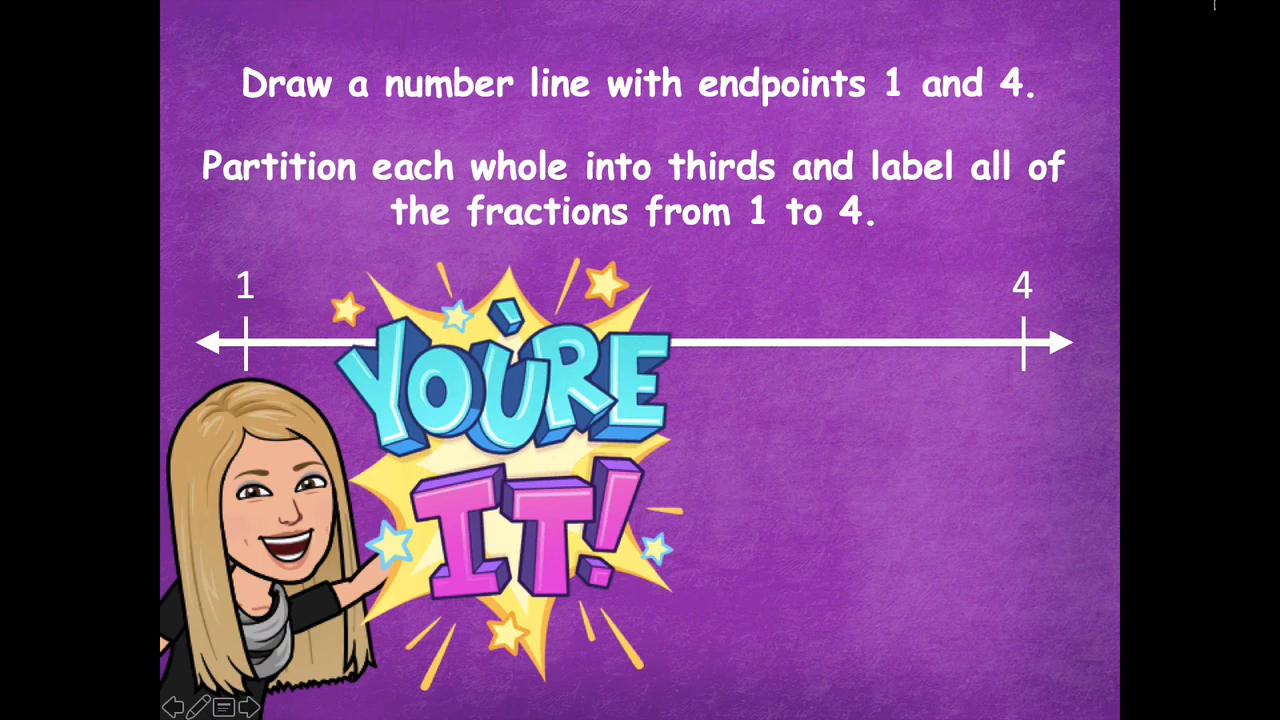 Draw a number line with endpoints 1 and 4.
Partition each whole into thirds and label all of
the fractions from 1 to 4.
1 4
YOU'RE
IT!